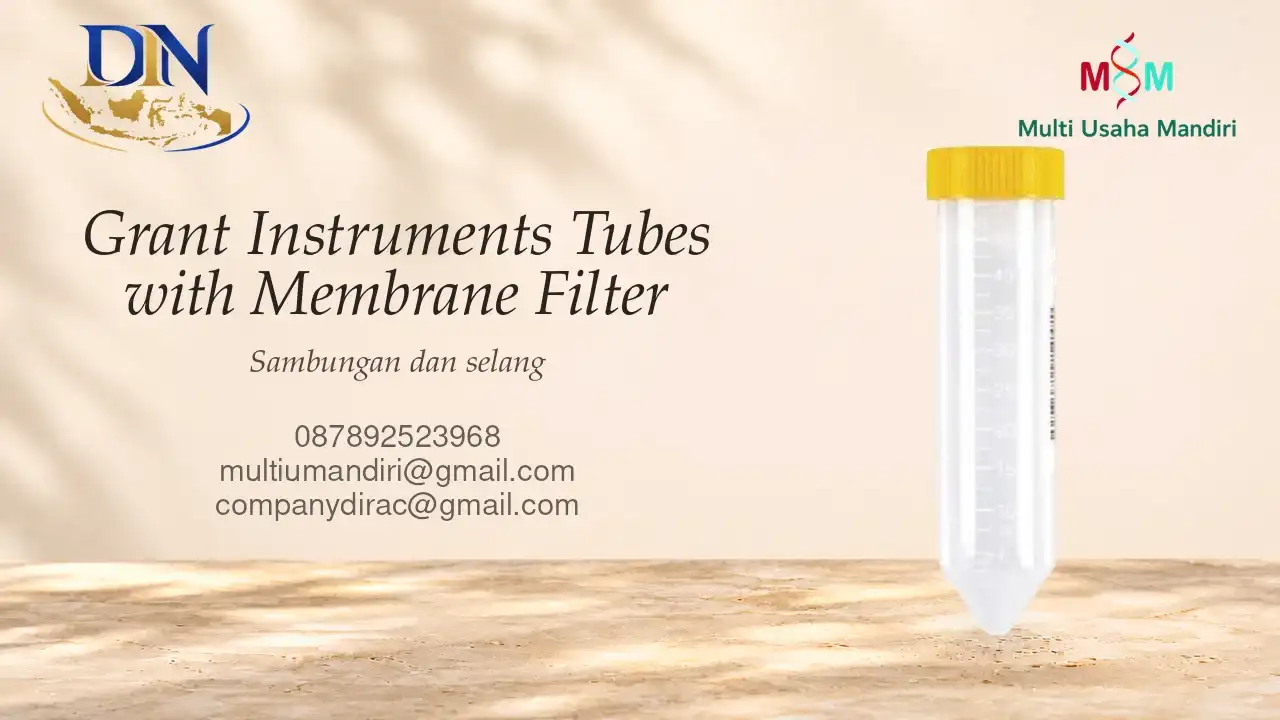 DIN
M M
Multi Usaha Mandiri
Grant Instruments Tubes
with Membrane Filter
Sambungan dan selang
087892523968
multiumandiri@gmail.com
companydirac@gmail.com